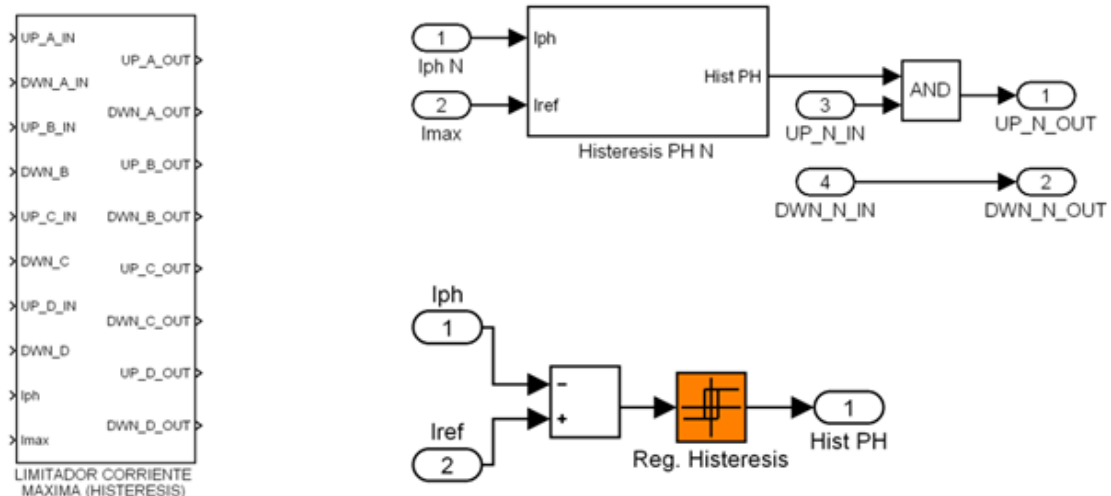 UP_A_IN
DWN_A_IN
UP_B_IN
DWN_B
UP_C_IN
DWN_C
UP_D_IN
DWN_D
Iph
Imax
UP_A_OUT
DWN_A_OUT
UP_B_OUT
DWN_B_OUT
UP_C_OUT
DWN_C_OUT
UP_D_OUT
DWN_D_OUT
LIMITADOR CORRIENTE
MAXIMA (HISTERESIS)
1
Iph N
2
Imax
Iph
Iref
Hist PH
Histeresis PH N
3
UP_N_IN
AND
1
UP_N_OUT
4
DWN_N_IN
2
DWN_N_OUT
Iph
1
Iref
2
−
+
Reg. Histeresis
1
Hist PH